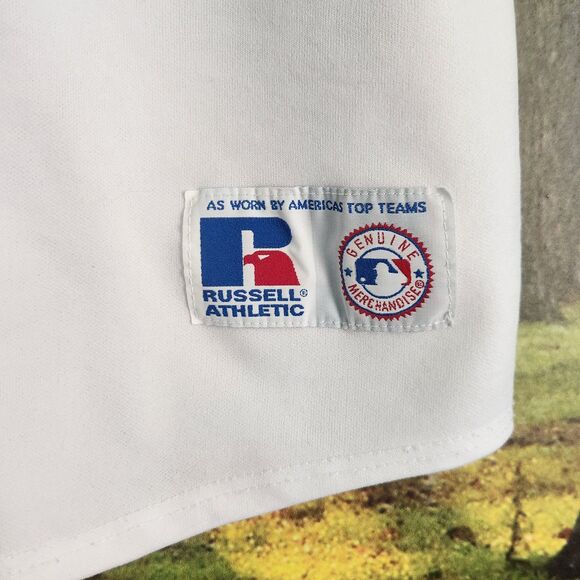 AS WORN BY AMERICAS TOP TEAMS
R
RUSSELL®
ATHLETIC
GENUINE
MERCHANDISE®